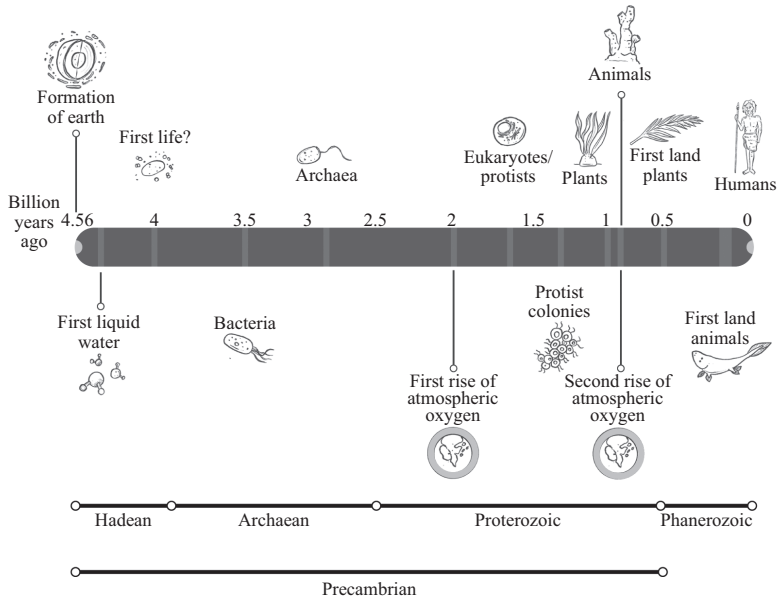 Animals
Formation
of earth
First life?
Archaea
Eukaryotes/
protists
Plants
First land
plants
Humans
Billion
years
ago
4.56
4
3.5
3
2.5
2
1.5
1
0.5
0
First liquid
water
Bacteria
First rise of
atmospheric
oxygen
Protist
colonies
Second rise of
atmospheric
oxygen
First land
animals
Hadean
Archaean
Proterozoic
Phanerozoic
Precambrian